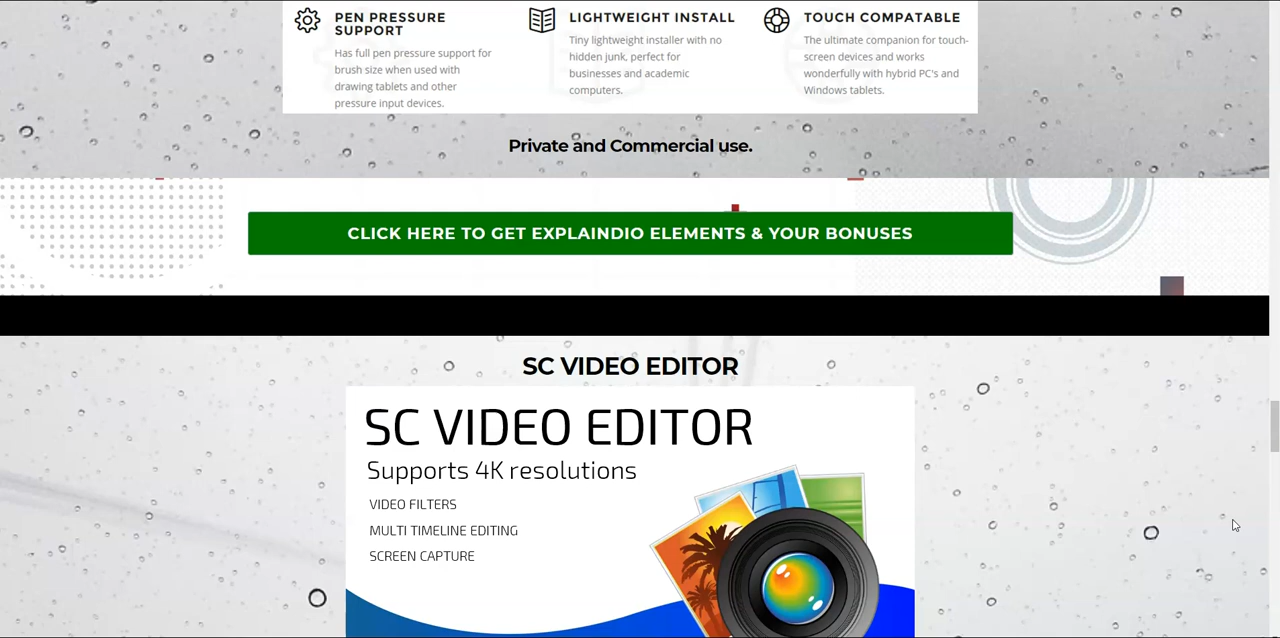 PEN PRESSURE
SUPPORT
Has full pen pressure support for
brush size when used with
drawing tablets and other
pressure input devices.
LIGHTWEIGHT INSTALL
Tiny lightweight installer with no
hidden junk, perfect for
businesses and academic
computers.
TOUCH COMPATABLE
The ultimate companion for touch-
screen devices and works
wonderfully with hybrid PC's and
Windows tablets.
Private and Commercial use.
CLICK HERE TO GET EXPLAINDIO ELEMENTS & YOUR BONUSES
SC VIDEO EDITOR
SC VIDEO EDITOR
Supports 4K resolutions
VIDEO FILTERS
MULTI TIMELINE EDITING
SCREEN CAPTURE